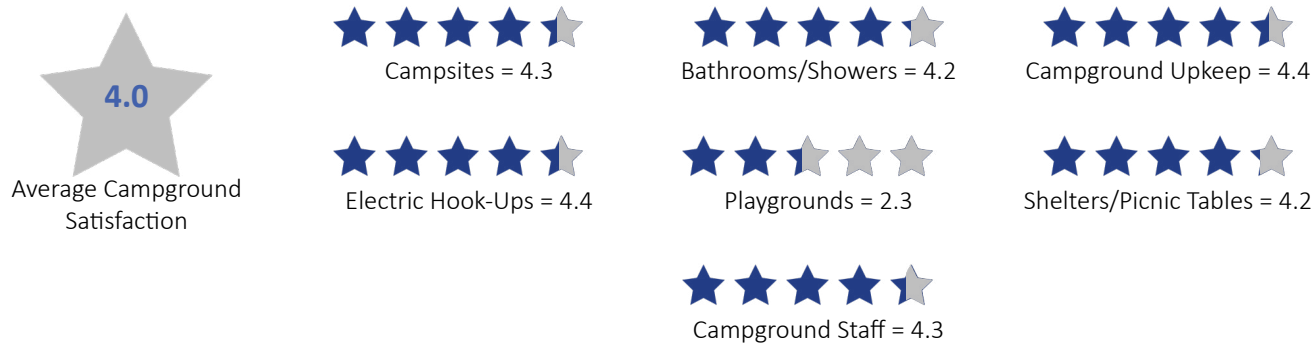 4.0
Average Campground
Satisfaction
Campsites = 4.3
Bathrooms/Showers = 4.2
Campground Upkeep = 4.4
Electric Hook-Ups = 4.4
Playgrounds = 2.3
Shelters/Picnic Tables = 4.2
Campground Staff = 4.3